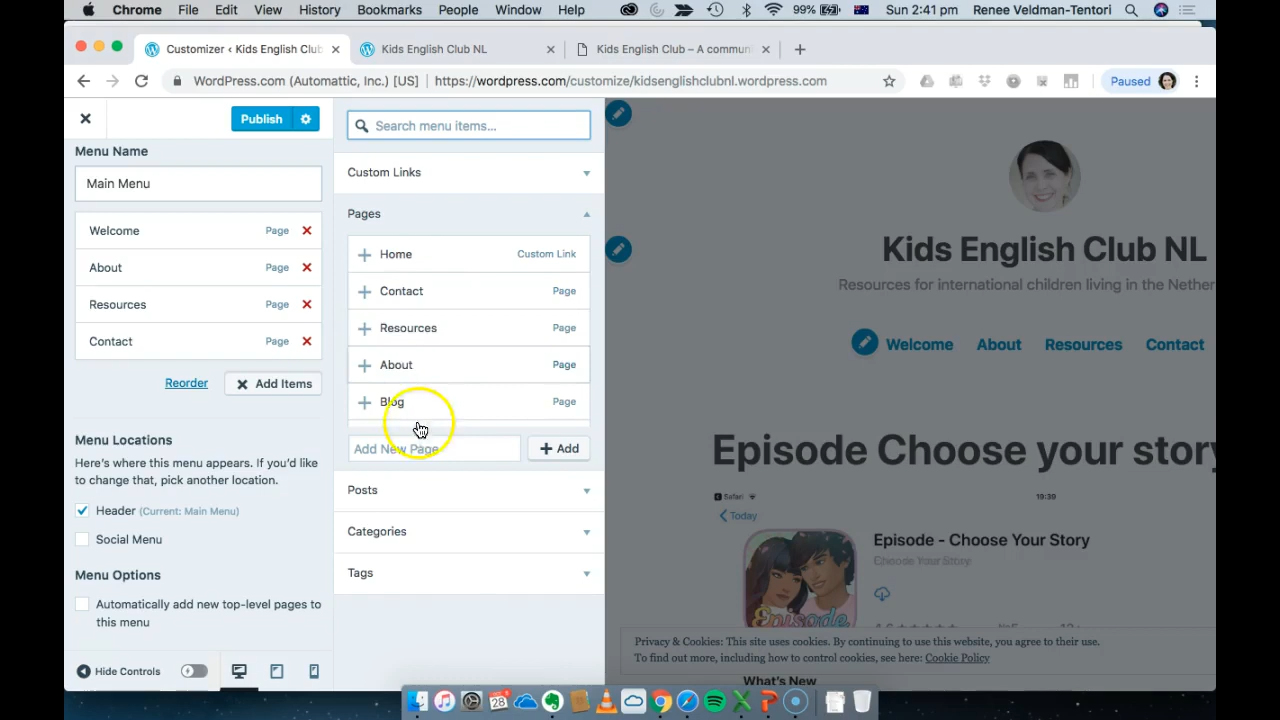 Chrome File Edit View History Bookmarks People Window Help 99% Sun 2:41 pm Renee Veldman-Tentori
Customizer ‹ Kids English Club Kids English Club NL Kids English Club – A commun
WordPress.com (Automattic, Inc.) [US] https://wordpress.com/customize/kidsenglishclubnl.wordpress.com Paused
Publish
Menu Name
Main Menu
Welcome Page
About Page
Resources Page
Contact Page
Reorder Add Items
Menu Locations
Here's where this menu appears. If you'd like
to change that, pick another location.
Header (Current: Main Menu)
Social Menu
Menu Options
Automatically add new top-level pages to
this menu
Hide Controls
Search menu items...
Custom Links
Pages
Home Custom Link
Contact Page
Resources Page
About Page
Blog Page
Add New Page Add
Posts
Categories
Tags
Kids English Club NL
Resources for international children living in the Nether
Welcome About Resources Contact
Episode Choose your story
Safari 19:39
Today
Episode - Choose Your Story
Choose Your Story
Privacy & Cookies: This site uses cookies. By continuing to use this website, you agree to their use.
To find out more, including how to control cookies, see here: Cookie Policy
What's New
28